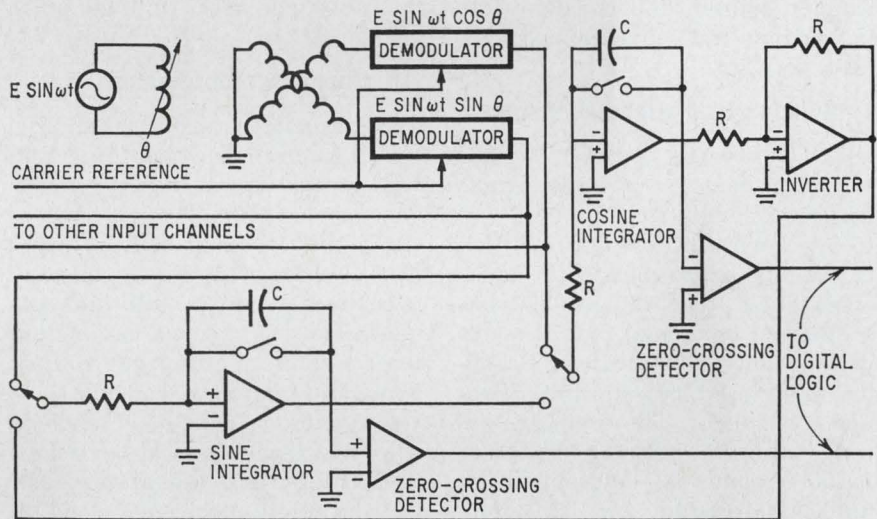 E SIN ωt COS θ
DEMODULATOR
E SIN ωt
E SIN ωt SIN θ
DEMODULATOR
θ
CARRIER REFERENCE
TO OTHER INPUT CHANNELS
C
R
-
+
COSINE
INTEGRATOR
R
R
-
+
INVERTER
-
+
ZERO-CROSSING
DETECTOR
TO
DIGITAL
LOGIC
C
R
+
-
SINE
INTEGRATOR
+
-
ZERO-CROSSING
DETECTOR